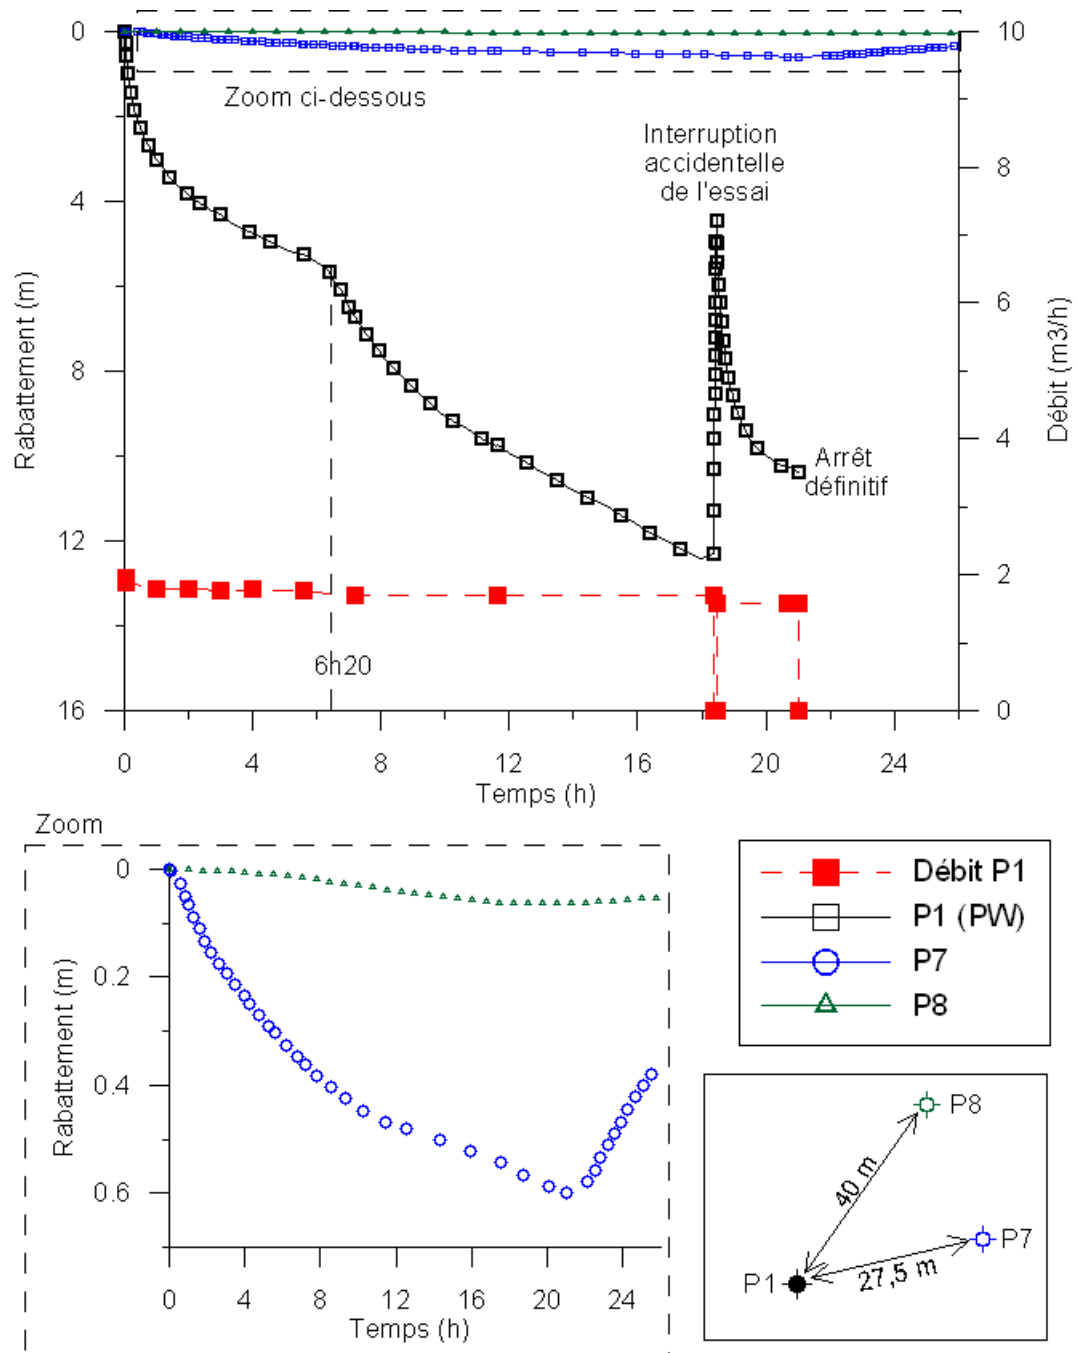 0
4
8
12
16
Rabattement (m)
10
8
6
4
2
0
Débit (m3/h)
Zoom ci-dessous
Interruption
accidentelle
de l'essai
Arrêt
définitif
6h20
0 4 8 12 16 20 24
Temps (h)
Zoom
0
0.2
0.4
0.6
Rabattement (m)
0 4 8 12 16 20 24
Temps (h)
Débit P1
P1 (PW)
P7
P8
P8
40 m
P7
27,5 m
P1